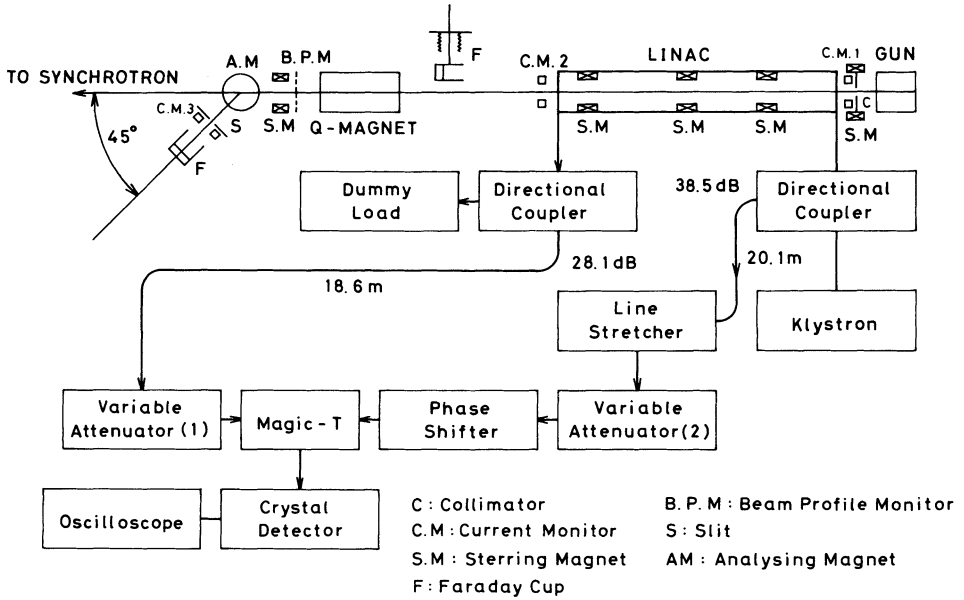 A.M
B.P.M
F
C.M.2
LINAC
C.M.1
GUN
TO SYNCHROTRON
C.M.3
S
S.M
Q-MAGNET
S.M
S.M
S.M
C
S.M
45°
F
Dummy
Load
Directional
Coupler
38.5dB
Directional
Coupler
28.1dB
20.1m
18.6m
Line
Stretcher
Klystron
Variable
Attenuator(1)
Magic-T
Phase
Shifter
Variable
Attenuator(2)
Oscilloscope
Crystal
Detector
C : Collimator
C.M : Current Monitor
S.M : Sterring Magnet
F : Faraday Cup
B.P.M : Beam Profile Monitor
S : Slit
AM : Analysing Magnet